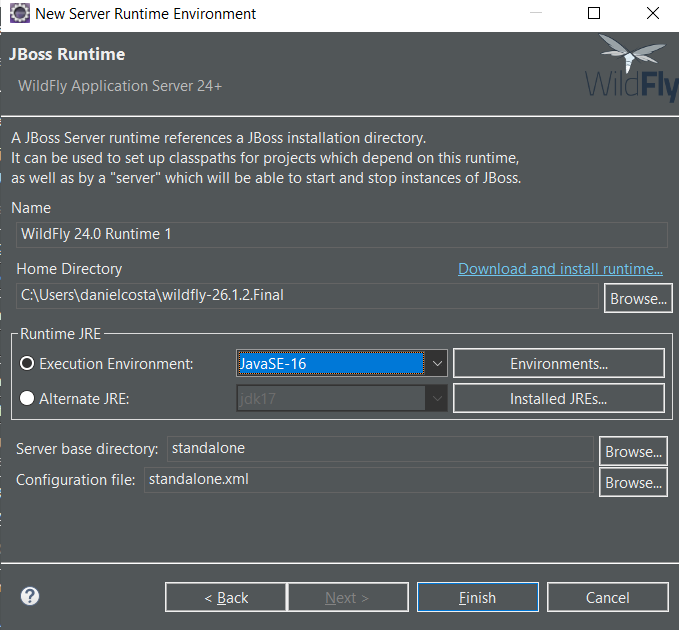 New Server Runtime Environment
JBoss Runtime
WildFly Application Server 24+
WildFly
A JBoss Server runtime references a JBoss installation directory.
It can be used to set up classpaths for projects which depend on this runtime,
as well as by a "server" which will be able to start and stop instances of JBoss.
Name
WildFly 24.0 Runtime 1
Home Directory
Download and install runtime...
C:\Users\danielcosta\wildfly-26.1.2.Final
Browse...
Runtime JRE
Execution Environment:
JavaSE-16
Environments...
Alternate JRE:
jdk17
Installed JREs...
Server base directory:
standalone
Browse...
Configuration file:
standalone.xml
Browse...
?
< Back
Next >
Finish
Cancel